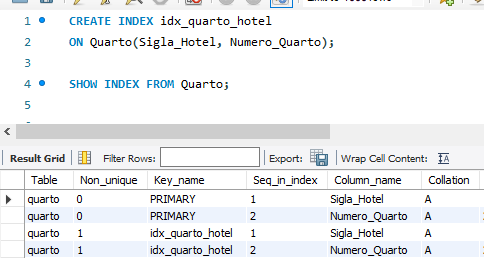 1 CREATE INDEX idx_quarto_hotel
2 ON Quarto(Sigla_Hotel, Numero_Quarto);
3
4 SHOW INDEX FROM Quarto;
5
Result Grid Filter Rows: Export: Wrap Cell Content: IA
Table Non_unique Key_name Seq_in_index Column_name Collation
quarto 0 PRIMARY 1 Sigla_Hotel A
quarto 0 PRIMARY 2 Numero_Quarto A
quarto 1 idx_quarto_hotel 1 Sigla_Hotel A
quarto 1 idx_quarto_hotel 2 Numero_Quarto A